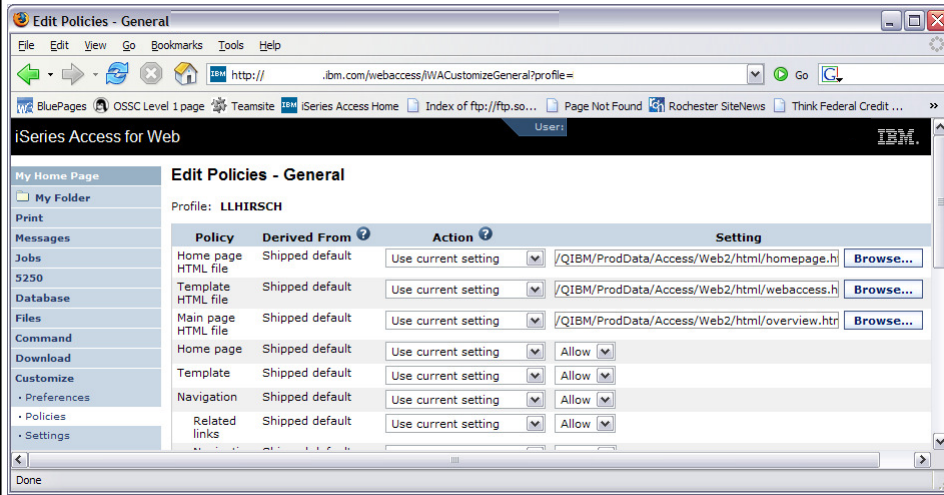 Edit Policies - General
File Edit View Go Bookmarks Tools Help
IBM http:// .ibm.com/webaccess/iWACustomizeGeneral?profile= Go G
BluePages OSSC Level 1 page Teamsite IBM iSeries Access Home Index of ftp://ftp.so... Page Not Found Rochester SiteNews Think Federal Credit ... »
iSeries Access for Web User: IBM.
My Home Page
My Folder
Print
Messages
Jobs
5250
Database
Files
Command
Download
Customize
• Preferences
• Policies
• Settings
Edit Policies - General
Profile: LLHIRSCH
Policy Derived From ? Action ? Setting
Home page HTML file Shipped default Use current setting /QIBM/ProdData/Access/Web2/html/homepage.h Browse...
Template HTML file Shipped default Use current setting /QIBM/ProdData/Access/Web2/html/webaccess.h Browse...
Main page HTML file Shipped default Use current setting /QIBM/ProdData/Access/Web2/html/overview.htr Browse...
Home page Shipped default Use current setting Allow
Template Shipped default Use current setting Allow
Navigation Shipped default Use current setting Allow
Related links Shipped default Use current setting Allow
Done